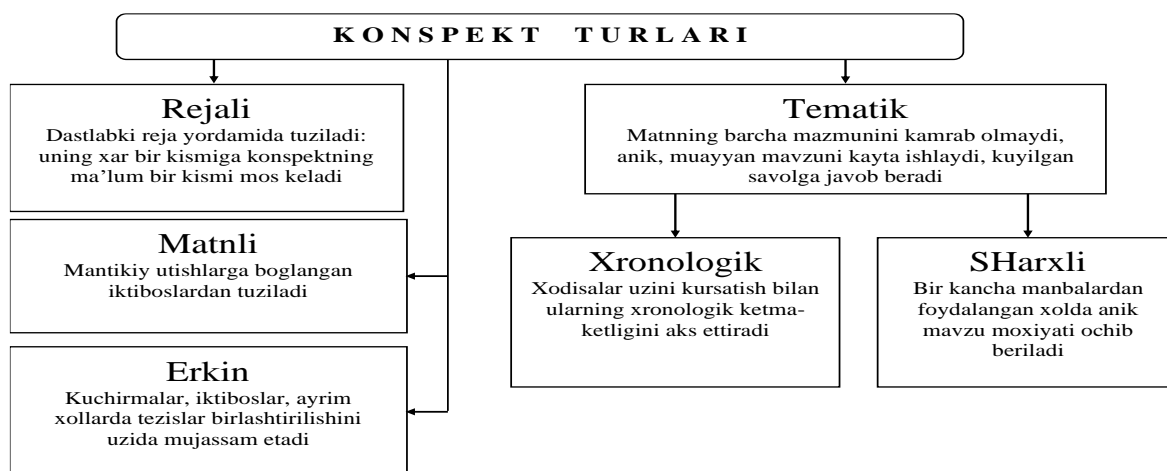 KONSPEKT TURLARI
Rejali
Dastlabki reja yordamida tuziladi:
uning xar bir kismiga konspektning
ma’lum bir kismi mos keladi
Tematik
Matnning barcha mazmunini kamrab olmaydi,
anik, muayyan mavzuni kayta ishlaydi, kuyilgan
savolga javob beradi
Matnli
Mantikiy utishlarga boglangan
iktiboslardan tuziladi
Xronologik
Xodisalar uzini kursatish bilan
ularning xronologik ketma-
ketligini aks ettiradi
SHarxli
Bir kancha manbalardan
foydalangan xolda anik
mavzu moxiyati ochib
beriladi
Erkin
Kuchirmalar, iktiboslar, ayrim
xollarda tezislar birlashtirilishini
uzida mujassam etadi